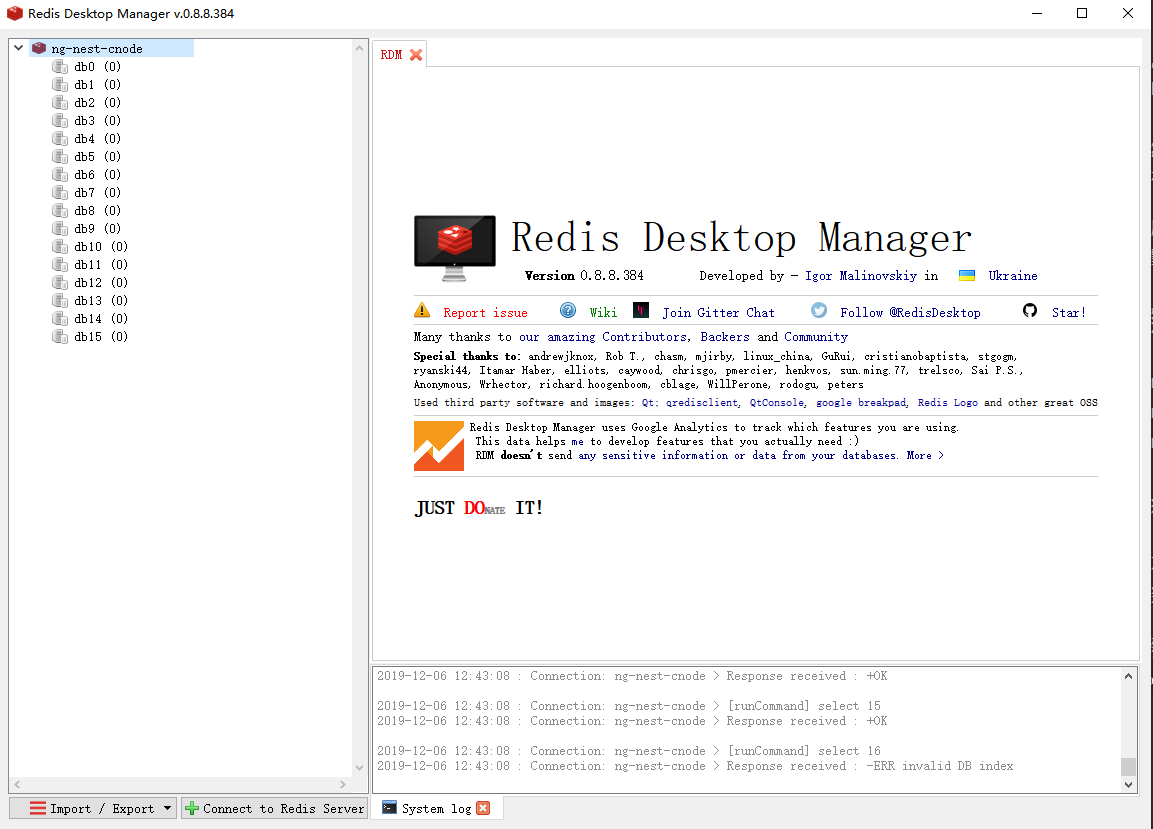 Redis Desktop Manager v.0.8.8.384
ng-nest-cnode
db0 (0)
db1 (0)
db2 (0)
db3 (0)
db4 (0)
db5 (0)
db6 (0)
db7 (0)
db8 (0)
db9 (0)
db10 (0)
db11 (0)
db12 (0)
db13 (0)
db14 (0)
db15 (0)
Import / Export
Connect to Redis Server
RDM
Redis Desktop Manager
Version 0.8.8.384 Developed by - Igor Malinovskiy in Ukraine
Report issue Wiki Join Gitter Chat Follow @RedisDesktop Star!
Many thanks to our amazing Contributors, Backers and Community
Special thanks to: andrewjknox, Rob T., chasm, mjirby, linux_china, GuRui, cristianobaptista, stgogm,
ryanski44, Itamar Haber, elliots, caywood, chrisgo, pmercier, henkvos, sun.ming.77, trelsco, Sai P.S.,
Anonymous, Wrhector, richard.hoogenboom, cblage, WillPerone, rodogu, peters
Used third party software and images: Qt; qredisclient, QtConsole, google breakpad, Redis Logo and other great OSS
Redis Desktop Manager uses Google Analytics to track which features you are using.
This data helps me to develop features that you actually need :)
RDM doesn't send any sensitive information or data from your databases. More >
JUST DONATE IT!
2019-12-06 12:43:08 : Connection: ng-nest-cnode > Response received : +OK
2019-12-06 12:43:08 : Connection: ng-nest-cnode > [runCommand] select 15
2019-12-06 12:43:08 : Connection: ng-nest-cnode > Response received : +OK
2019-12-06 12:43:08 : Connection: ng-nest-cnode > [runCommand] select 16
2019-12-06 12:43:08 : Connection: ng-nest-cnode > Response received : -ERR invalid DB index
System log